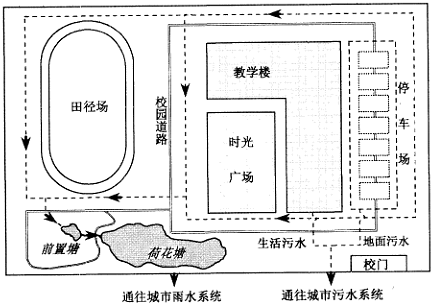 教学楼
田径场
校园道路
停车场
时光
广场
前置塘
荷花塘
生活污水
地面污水
校门
通往城市雨水系统
通往城市污水系统